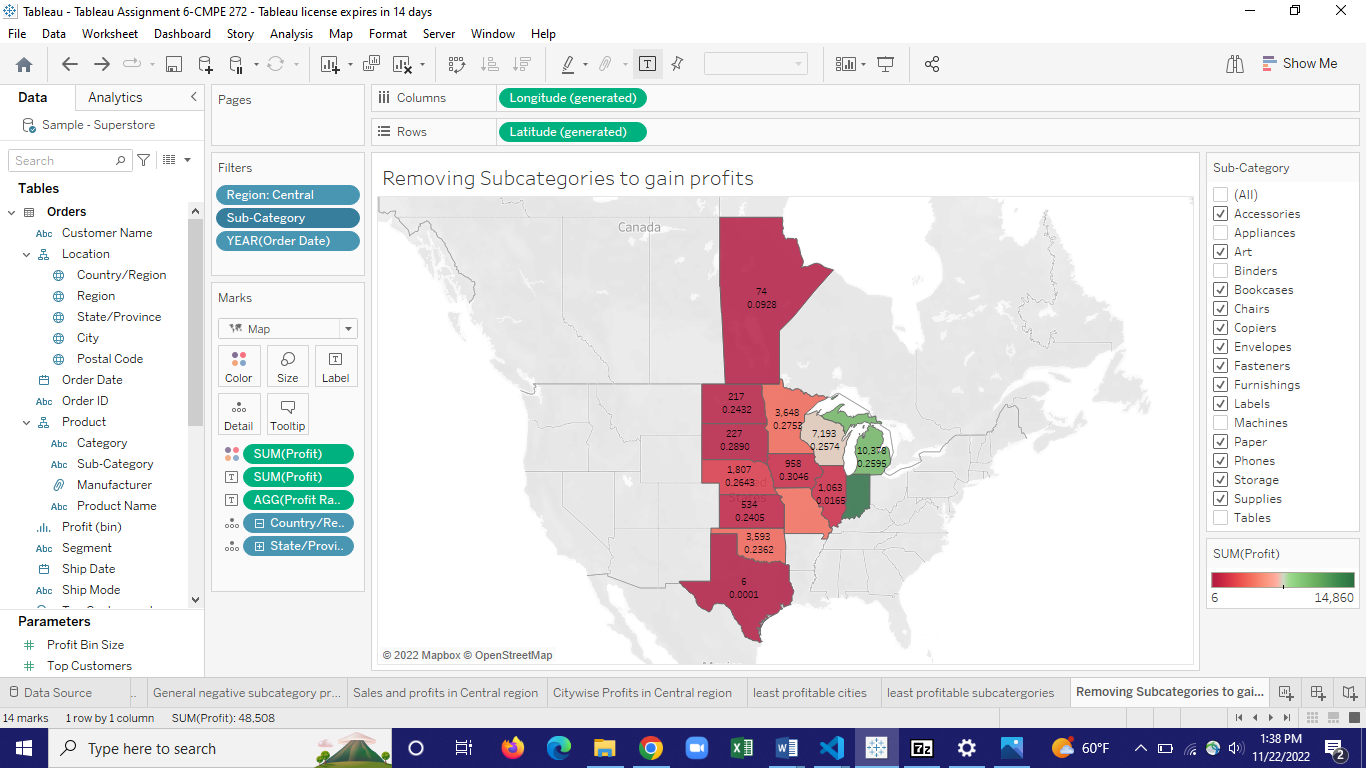 Tableau - Tableau Assignment 6-CMPE 272 - Tableau license expires in 14 days
File Data Worksheet Dashboard Story Analysis Map Format Server Window Help
Show Me
Data Analytics
Sample - Superstore
Search
Tables
Orders
Abc Customer Name
Location
Country/Region
Region
State/Province
City
Postal Code
Order Date
Abc Order ID
Product
Abc Category
Abc Sub-Category
Manufacturer
Abc Product Name
Profit (bin)
Abc Segment
Ship Date
Abc Ship Mode
Parameters
# Profit Bin Size
# Top Customers
Pages
Filters
Region: Central
Sub-Category
YEAR(Order Date)
Marks
Map
Color Size Label
Detail Tooltip
SUM(Profit)
SUM(Profit)
AGG(Profit Ra..
Country/Re..
State/Provi..
Columns Longitude (generated)
Rows Latitude (generated)
Removing Subcategories to gain profits
Canada
74
0.0928
217
0.2432
227
0.2890
3,648
0.2752
7,193
0.2574
10,378
0.2595
1,807
0.2643
958
0.3046
1,063
0.0165
534
0.2405
3,593
0.2362
6
0.0001
© 2022 Mapbox © OpenStreetMap
Sub-Category
(All)
Accessories
Appliances
Art
Binders
Bookcases
Chairs
Copiers
Envelopes
Fasteners
Furnishings
Labels
Machines
Paper
Phones
Storage
Supplies
Tables
SUM(Profit)
6 14,860
Data Source .. General negative subcategory pr... Sales and profits in Central region Citywise Profits in Central region least profitable cities least profitable subcatergories Removing Subcategories to gai...
14 marks 1 row by 1 column SUM(Profit): 48,508
Type here to search
60°F
1:38 PM
11/22/2022
2